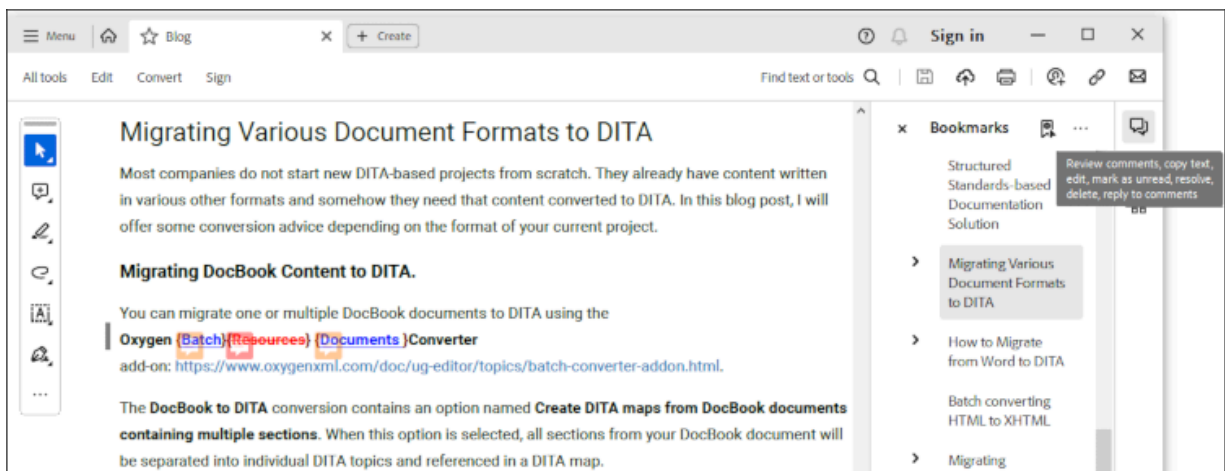 Menu
Blog
Create
Sign in
All tools
Edit
Convert
Sign
Find text or tools
Migrating Various Document Formats to DITA
Most companies do not start new DITA-based projects from scratch. They already have content written
in various other formats and somehow they need that content converted to DITA. In this blog post, I will
offer some conversion advice depending on the format of your current project.
Migrating DocBook Content to DITA.
You can migrate one or multiple DocBook documents to DITA using the
Oxygen {Batch}{Resources} {Documents }Converter
add-on: https://www.oxygenxml.com/doc/ug-editor/topics/batch-converter-addon.html.
The DocBook to DITA conversion contains an option named Create DITA maps from DocBook documents
containing multiple sections. When this option is selected, all sections from your DocBook document will
be separated into individual DITA topics and referenced in a DITA map.
Bookmarks
Structured
Standards-based
Documentation
Solution
Migrating Various
Document Formats
to DITA
How to Migrate
from Word to DITA
Batch converting
HTML to XHTML
Migrating
Review comments, copy text,
edit, mark as unread, resolve,
delete, reply to comments